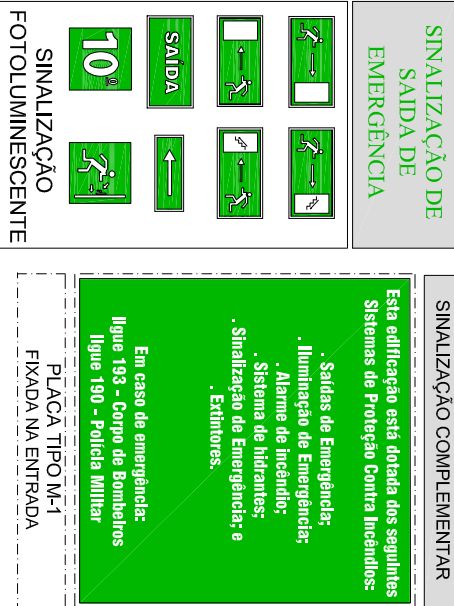 SINALIZAÇÃO DE
SAIDA DE
EMERGÊNCIA
SAÍDA
10º
SINALIZAÇÃO
FOTOLUMINESCENTE
SINALIZAÇÃO COMPLEMENTAR
Esta edificação está dotada dos seguintes
Sistemas de Proteção Contra Incêndios:
. Saídas de Emergência;
. Iluminação de Emergência;
. Alarme de incêndio;
. Sistema de hidrantes;
. Sinalização de Emergência; e
. Extintores.
Em caso de emergência:
ligue 193 - Corpo de Bombeiros
ligue 190 - Polícia Militar
PLACA TIPO M-1
FIXADA NA ENTRADA